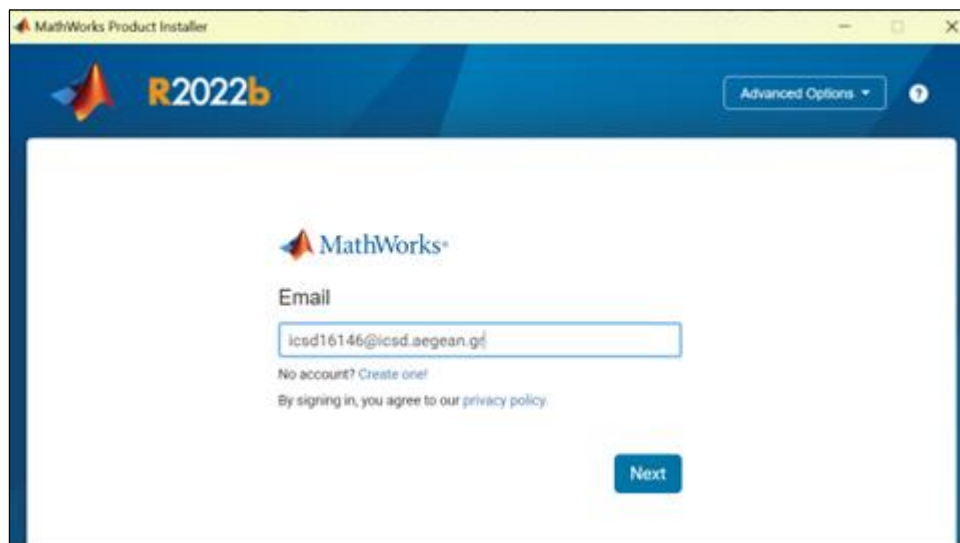 MathWorks Product Installer
R2022b
Advanced Options
?
MathWorks®
Email
icsd16146@icsd.aegean.gr
No account? Create one!
By signing in, you agree to our privacy policy.
Next